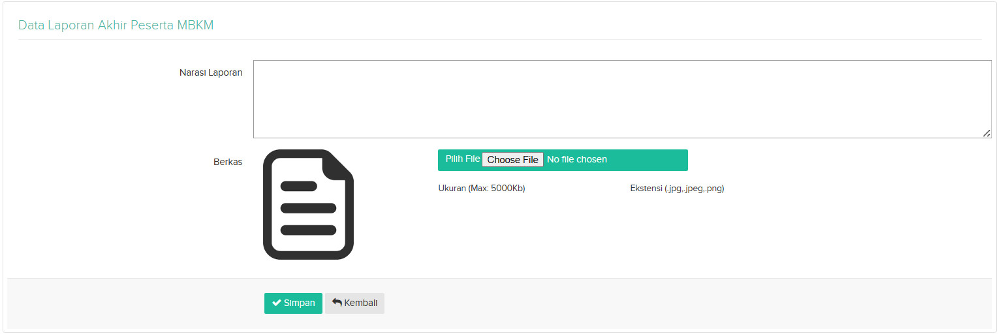 Data Laporan Akhir Peserta MBKM
Narasi Laporan
Berkas
Pilih File Choose File No file chosen
Ukuran (Max: 5000Kb) Ekstensi (.jpg,.jpeg,.png)
Simpan Kembali